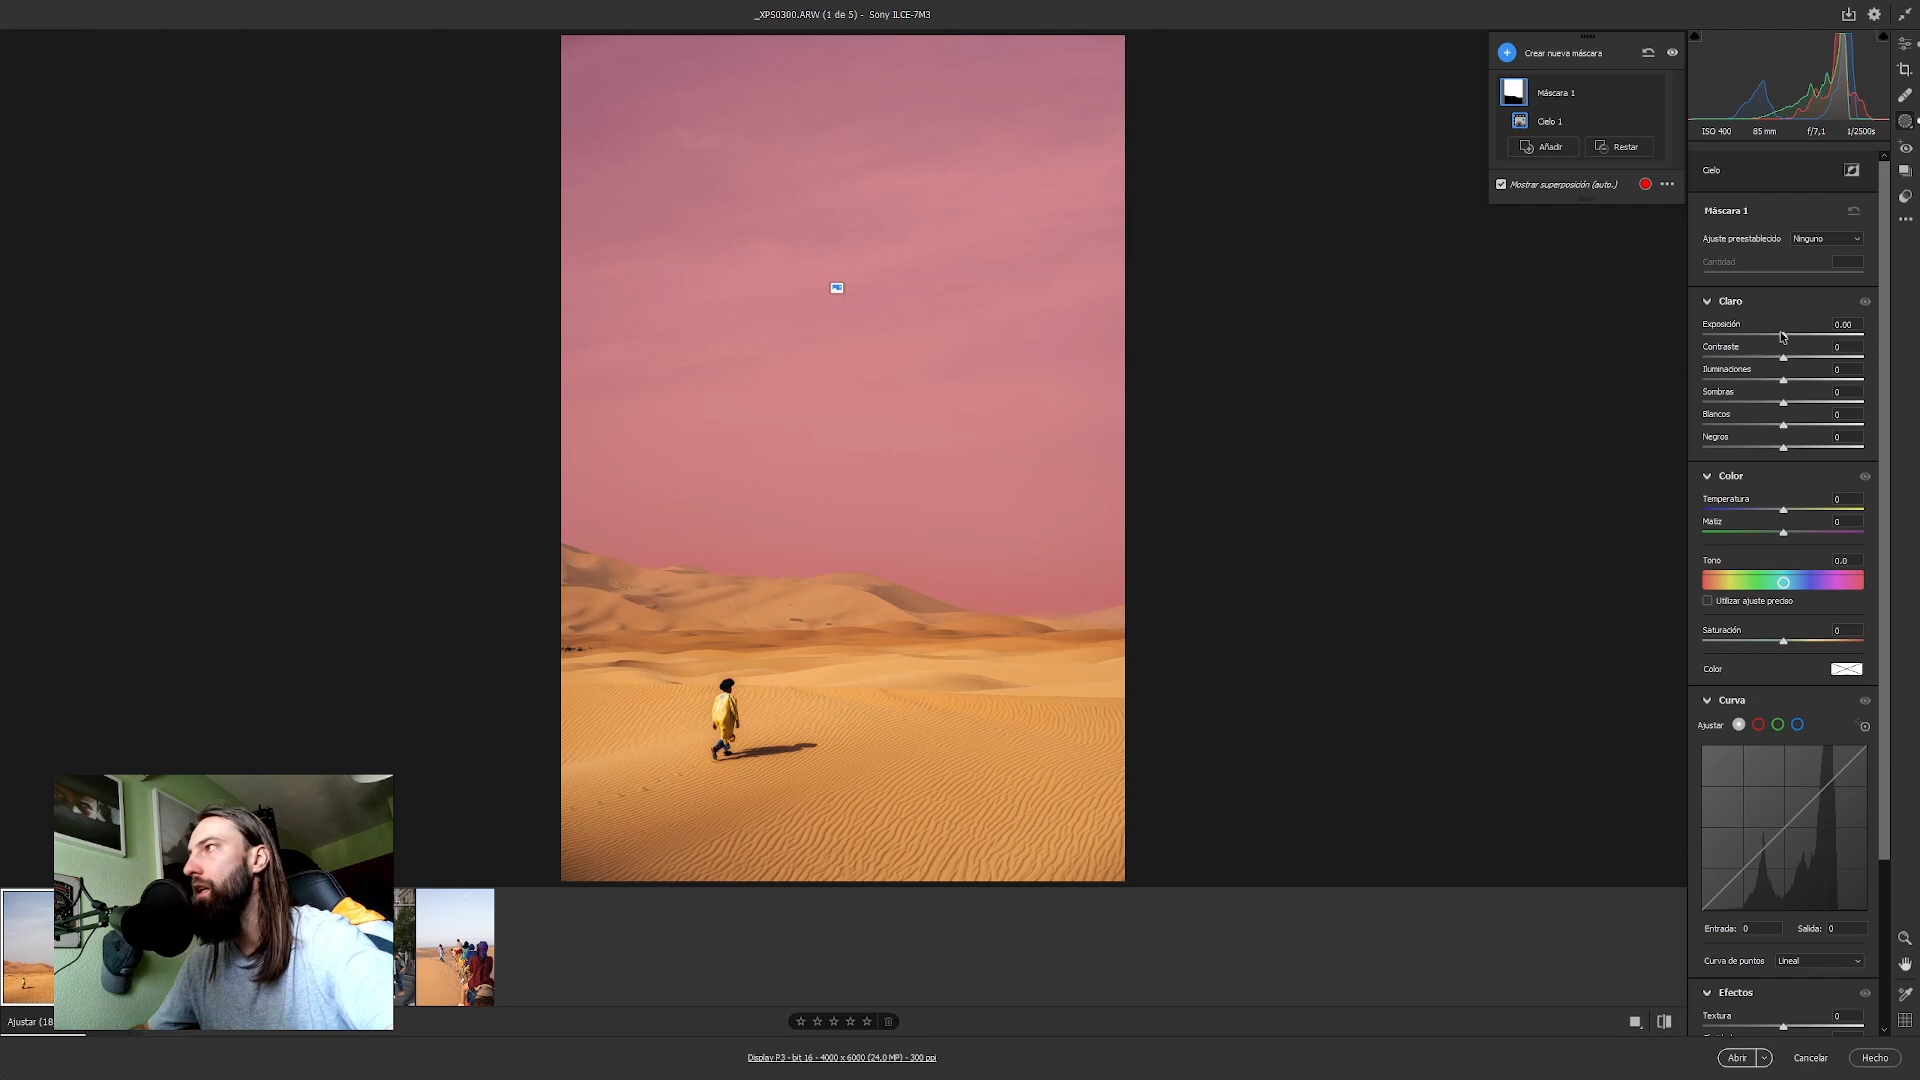 _XPS0300.ARW (1 de 5) - Sony ILCE-7M3
Crear nueva máscara
Máscara 1
Cielo 1
Añadir
Restar
Mostrar superposición (auto.)
ISO 400
85 mm
f/7,1
1/2500s
Cielo
Máscara 1
Ajuste preestablecido
Ninguno
Cantidad
Claro
Exposición
0.00
Contraste
0
Iluminaciones
0
Sombras
0
Blancos
0
Negros
0
Color
Temperatura
0
Matiz
0
Tono
0.0
Utilizar ajuste preciso
Saturación
0
Color
Curva
Ajustar
Entrada: 0
Salida: 0
Curva de puntos
Lineal
Efectos
Textura
0
Ajustar (18
Display P3 - bit 16 - 4000 x 6000 (24,0 MP) - 300 ppi
Abrir
Cancelar
Hecho